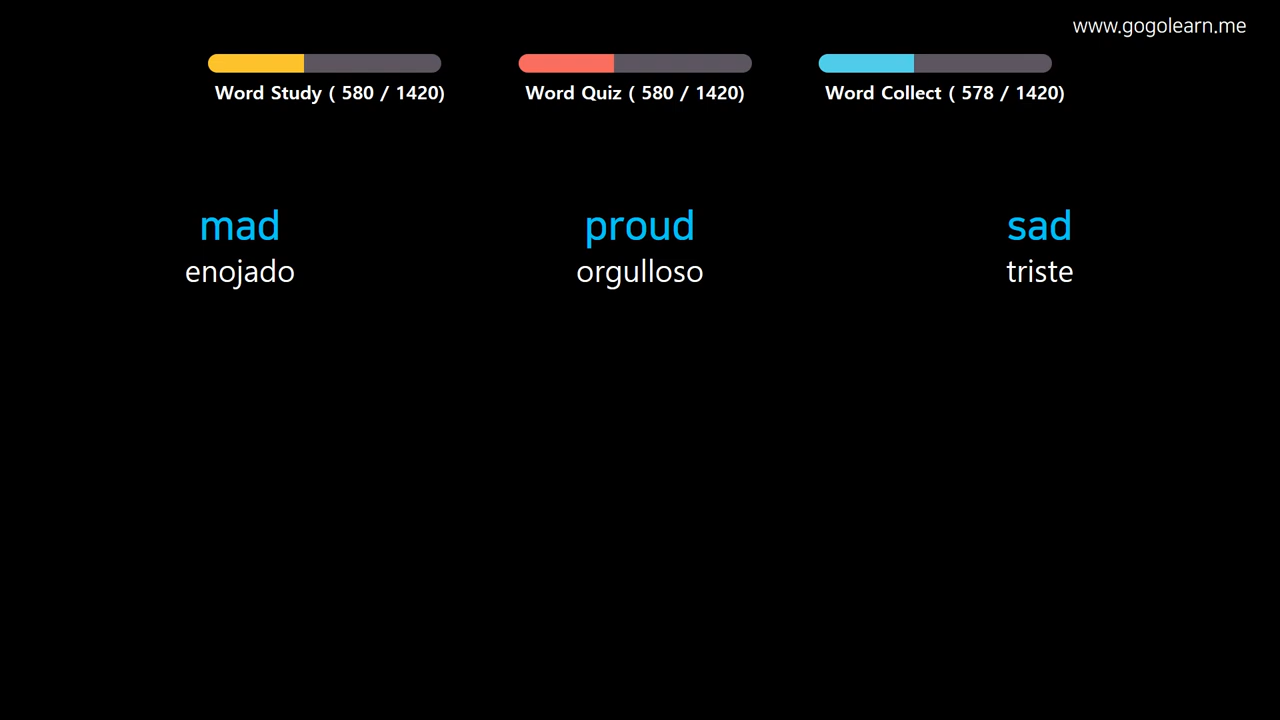 www.gogolearn.me
Word Study ( 580 / 1420)
Word Quiz ( 580 / 1420)
Word Collect ( 578 / 1420)
mad
enojado
proud
orgulloso
sad
triste